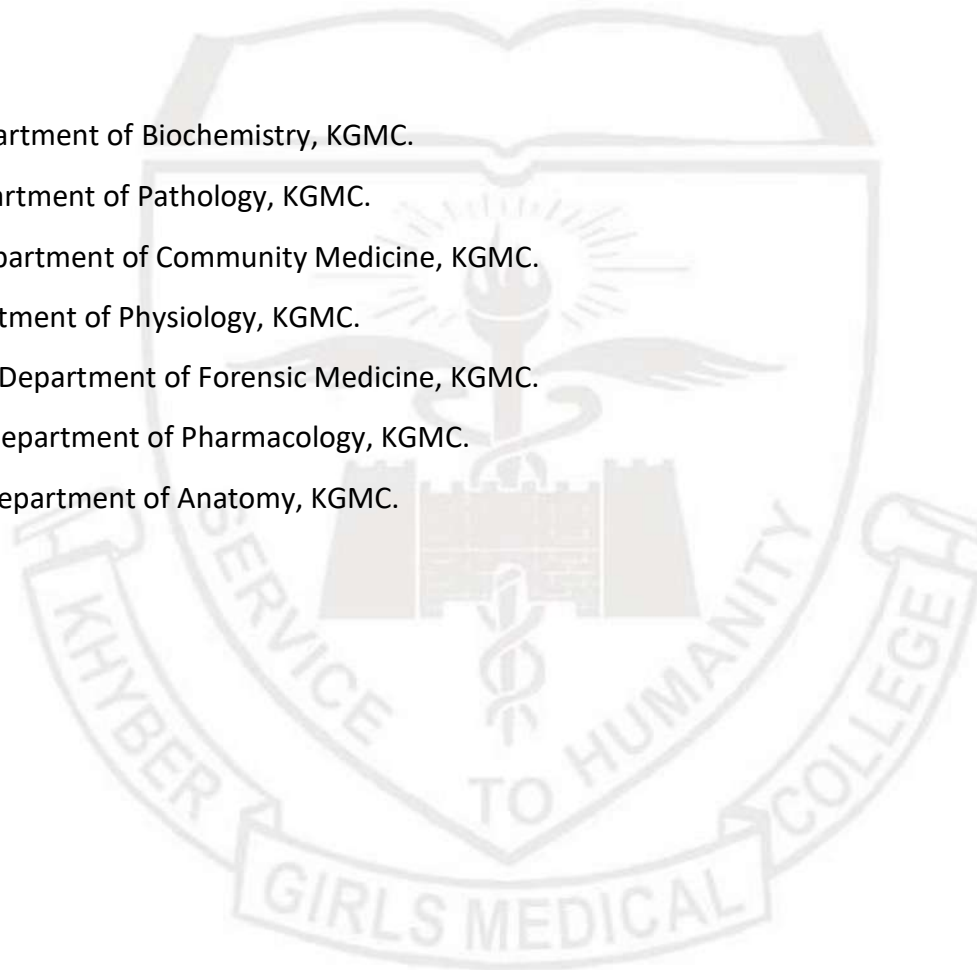 artment of Biochemistry, KGMC.
artment of Pathology, KGMC.
partment of Community Medicine, KGMC.
tment of Physiology, KGMC.
Department of Forensic Medicine, KGMC.
epartment of Pharmacology, KGMC.
epartment of Anatomy, KGMC.
SERVICE TO HUMANITY
KHYBER GIRLS MEDICAL COLLEGE